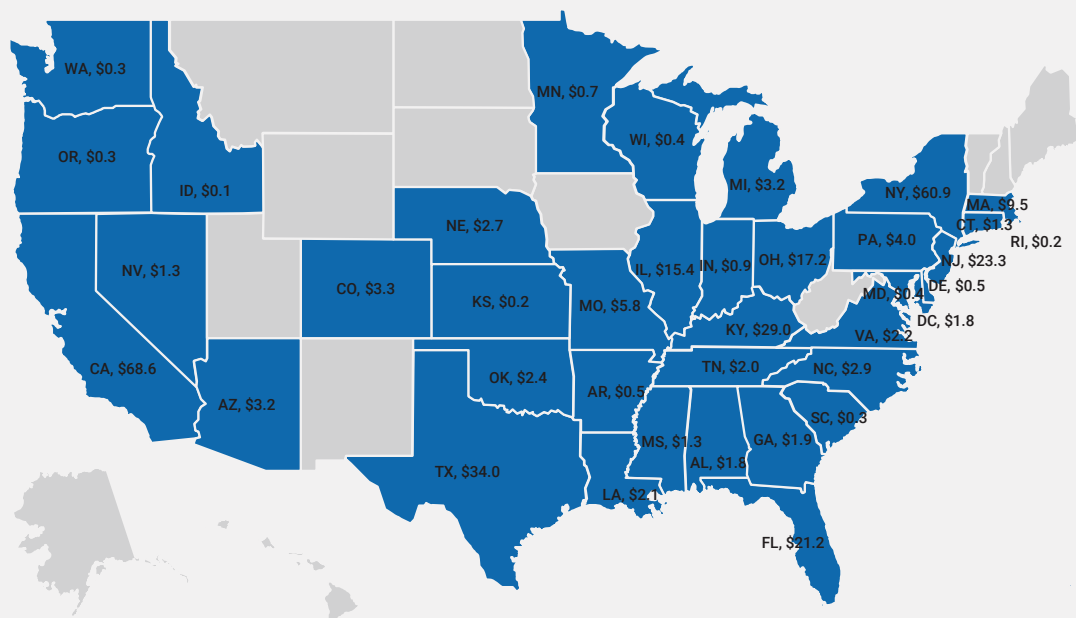 WA, $0.3
MN, $0.7
WI, $0.4
OR, $0.3
ID, $0.1
MI, $3.2
NY, $60.9
MA, $9.5
CT, $1.3
NE, $2.7
PA, $4.0
RI, $0.2
NV, $1.3
CO, $3.3
IL, $15.4
IN, $0.9
OH, $17.2
NJ, $23.3
DE, $0.5
KS, $0.2
MO, $5.8
MD, $0.4
DC, $1.8
KY, $29.0
VA, $2.2
CA, $68.6
TN, $2.0
NC, $2.9
OK, $2.4
AR, $0.5
AZ, $3.2
SC, $0.3
MS, $1.3
GA, $1.9
AL, $1.8
TX, $34.0
LA, $2.1
FL, $21.2